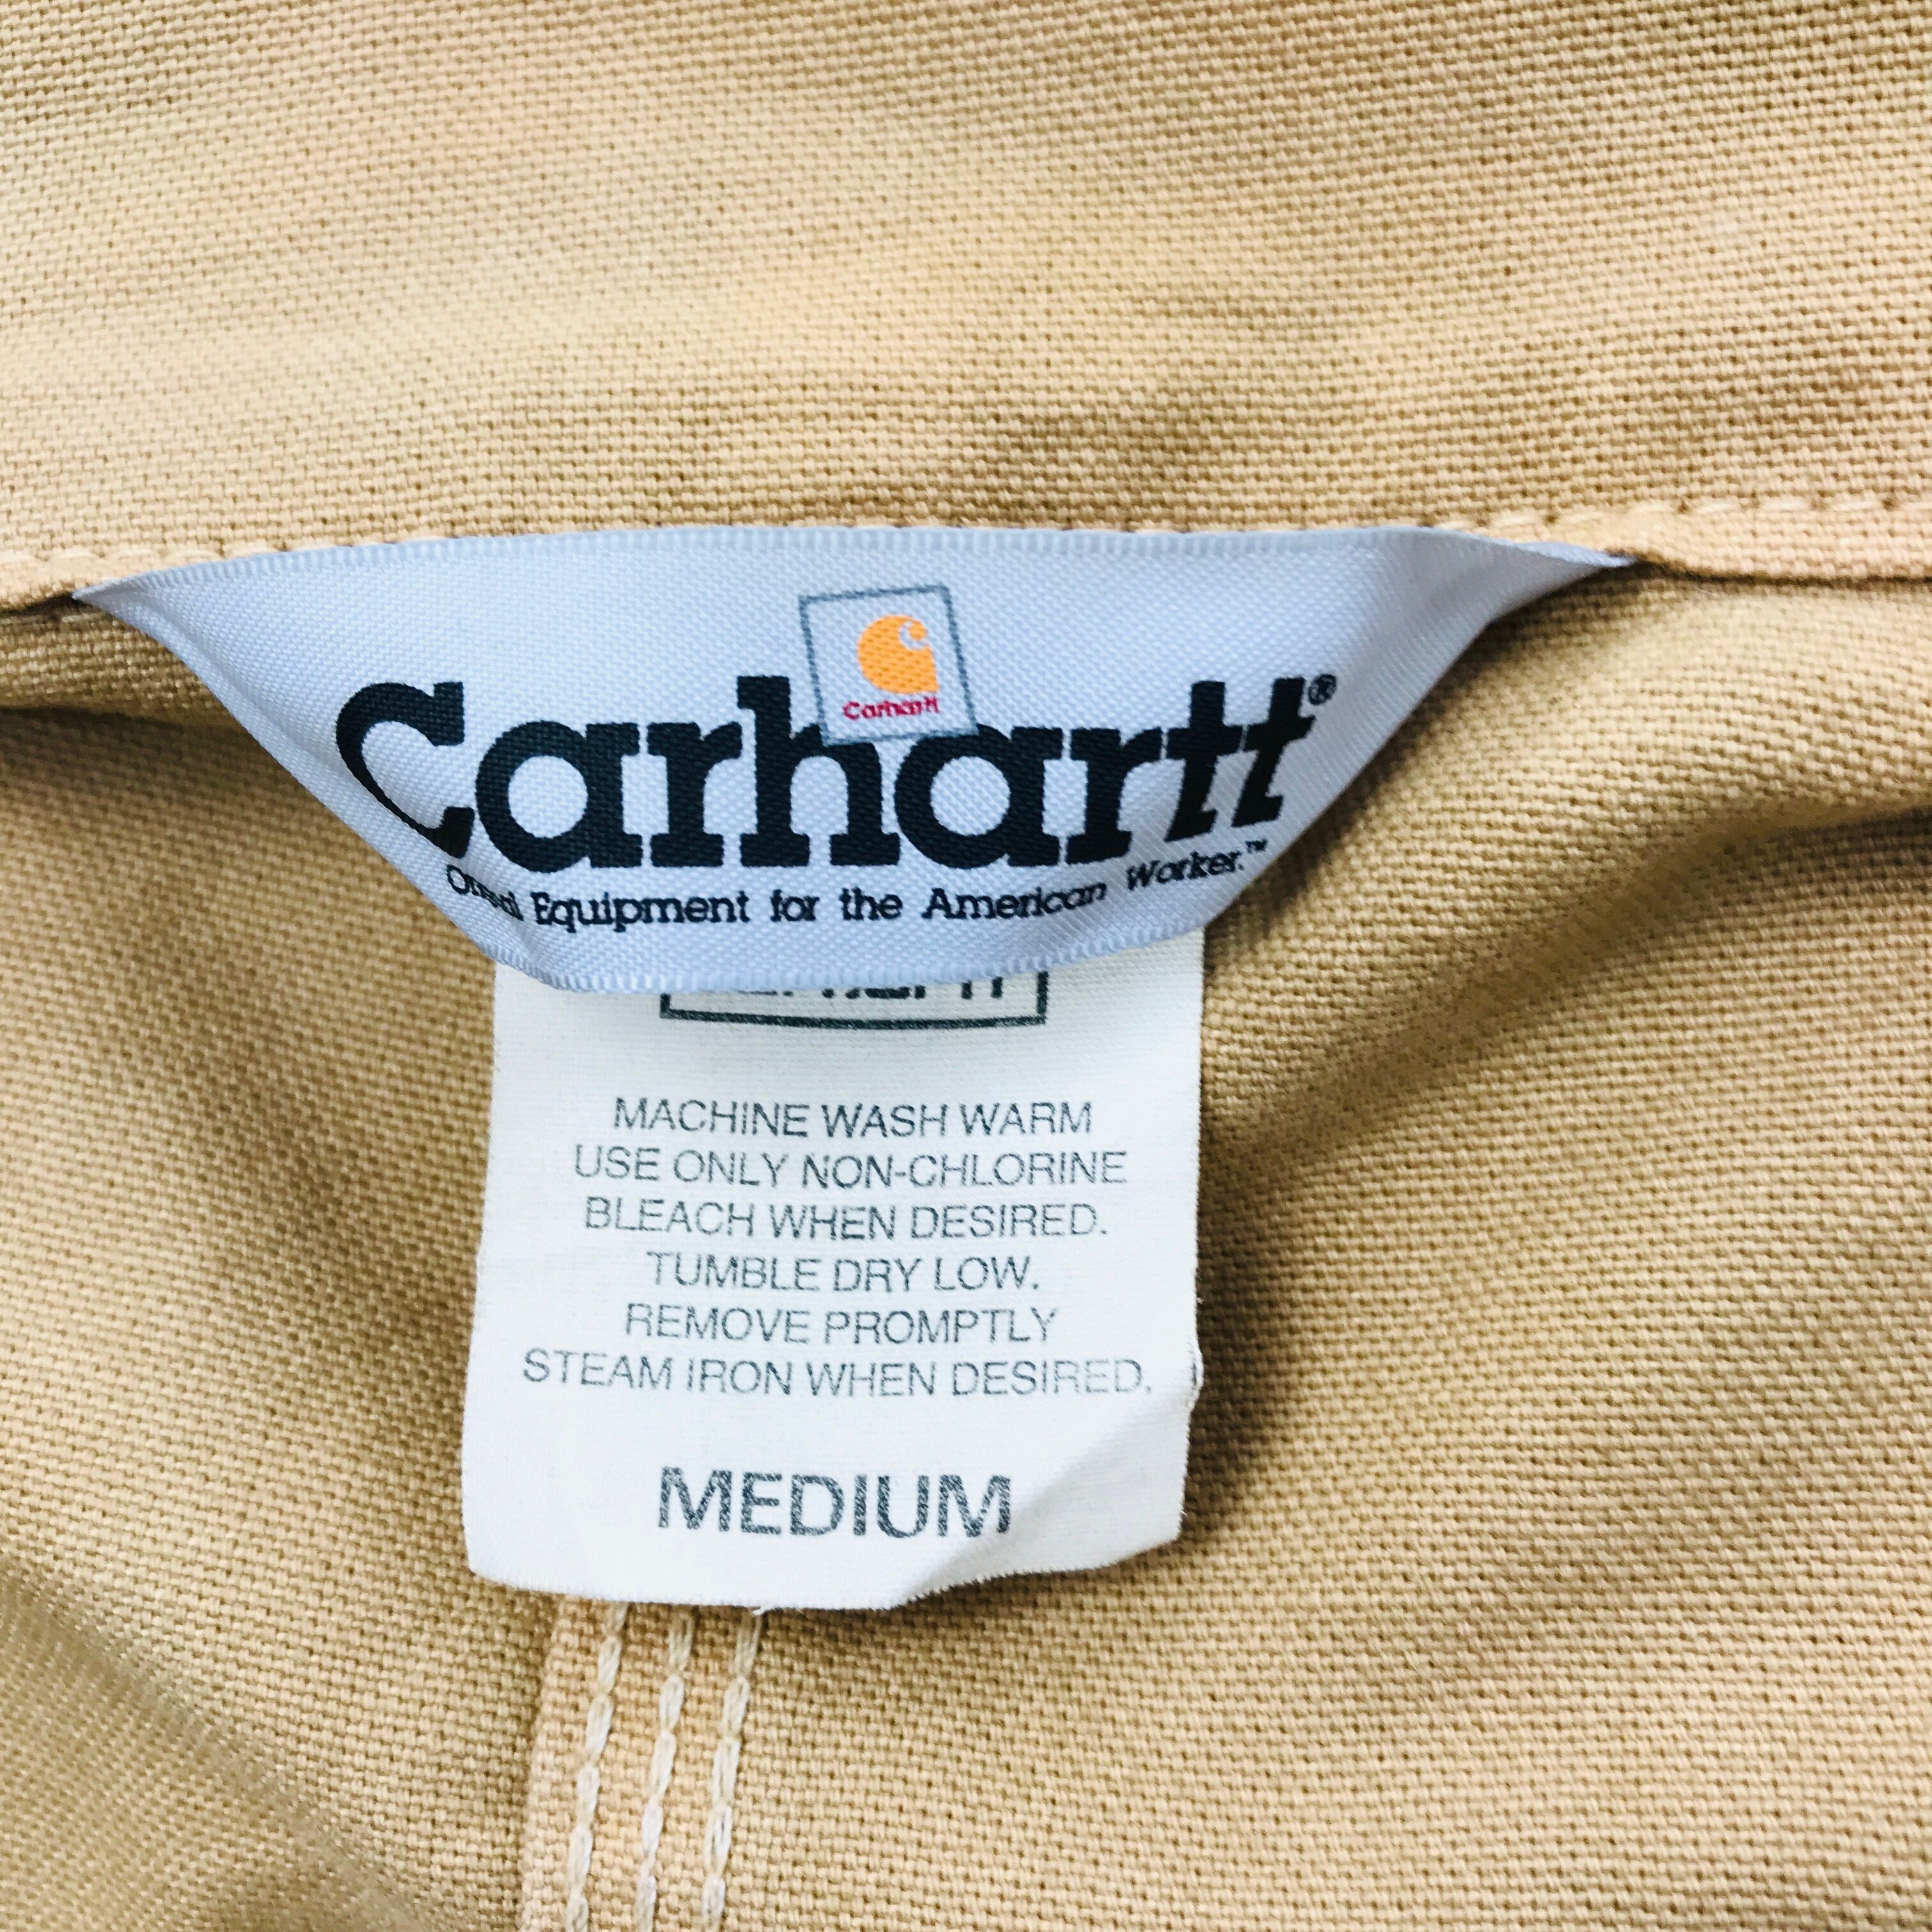 Carhartt
Carhartt®
Equipment for the American Worker.™
MACHINE WASH WARM
USE ONLY NON-CHLORINE
BLEACH WHEN DESIRED.
TUMBLE DRY LOW.
REMOVE PROMPTLY
STEAM IRON WHEN DESIRED.
MEDIUM